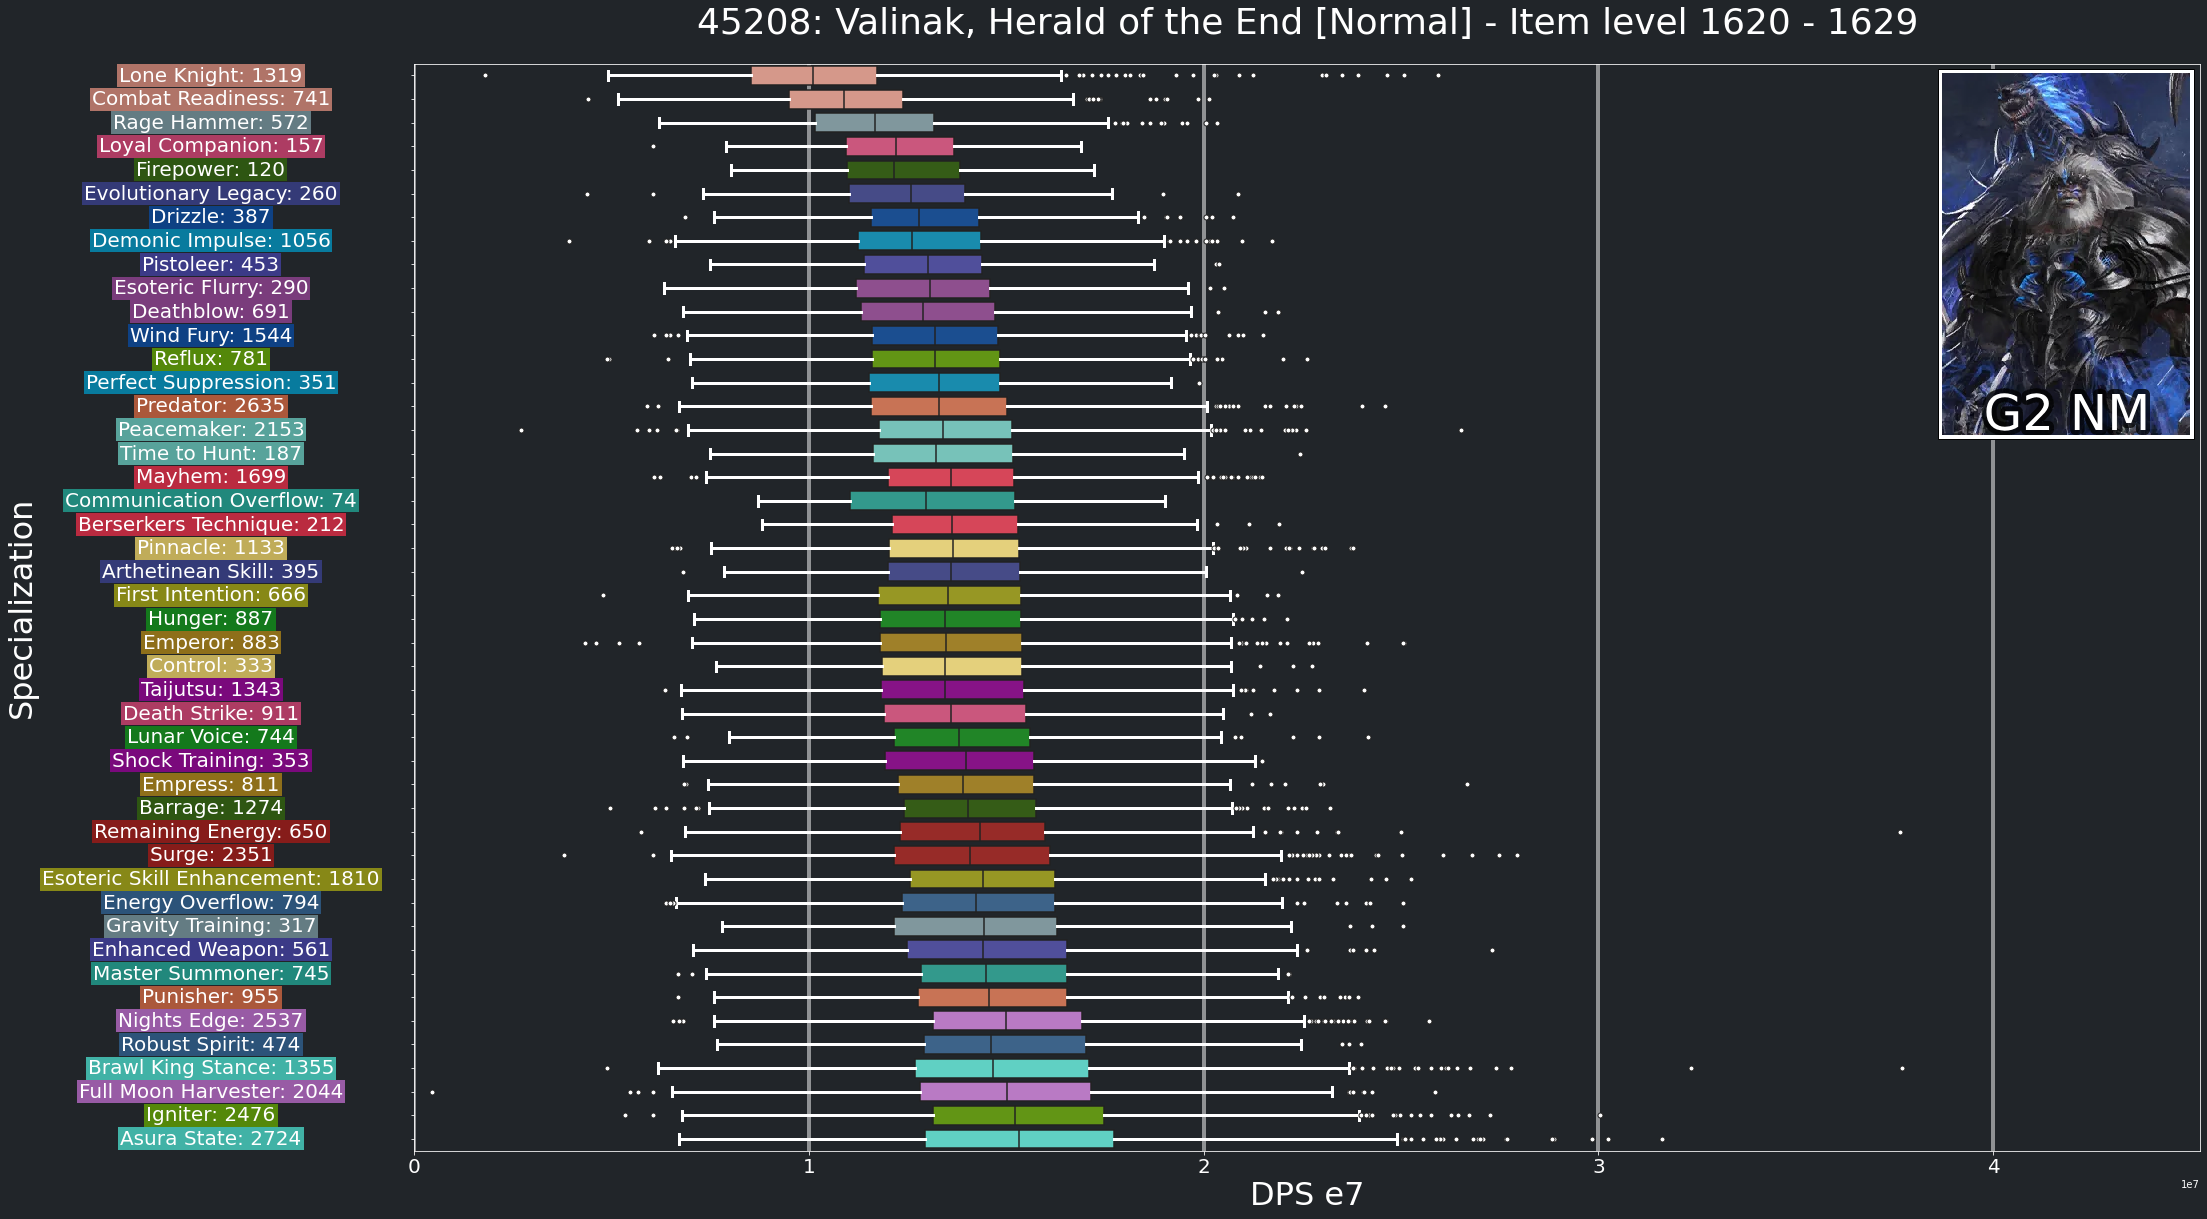 45208: Valinak, Herald of the End [Normal] - Item level 1620 - 1629
Lone Knight: 1319
Combat Readiness: 741
Rage Hammer: 572
Loyal Companion: 157
Firepower: 120
Evolutionary Legacy: 260
Drizzle: 387
Demonic Impulse: 1056
Pistoleer: 453
Esoteric Flurry: 290
Deathblow: 691
Wind Fury: 1544
Reflux: 781
Perfect Suppression: 351
Predator: 2635
Peacemaker: 2153
Time to Hunt: 187
Mayhem: 1699
Communication Overflow: 74
Berserkers Technique: 212
Pinnacle: 1133
Arthetinean Skill: 395
First Intention: 666
Hunger: 887
Emperor: 883
Control: 333
Taijutsu: 1343
Death Strike: 911
Lunar Voice: 744
Shock Training: 353
Empress: 811
Barrage: 1274
Remaining Energy: 650
Surge: 2351
Esoteric Skill Enhancement: 1810
Energy Overflow: 794
Gravity Training: 317
Enhanced Weapon: 561
Master Summoner: 745
Punisher: 955
Nights Edge: 2537
Robust Spirit: 474
Brawl King Stance: 1355
Full Moon Harvester: 2044
Igniter: 2476
Asura State: 2724
Specialization
G2 NM
0 1 2 3 4
1e7
DPS e7